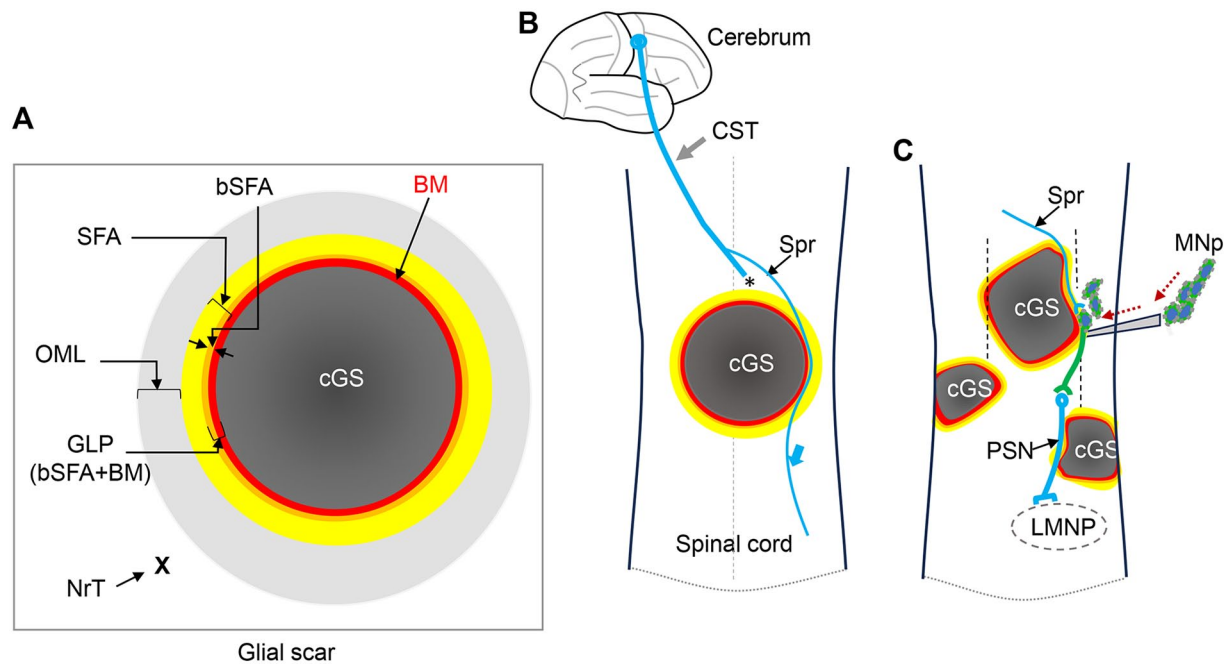 A
bSFA
BM
SFA
OML
cGS
GLP
(bSFA+BM)
NrT
X
Glial scar
B
Cerebrum
CST
Spr
*
cGS
Spinal cord
C
Spr
MNp
cGS
cGS
PSN
cGS
LMNP